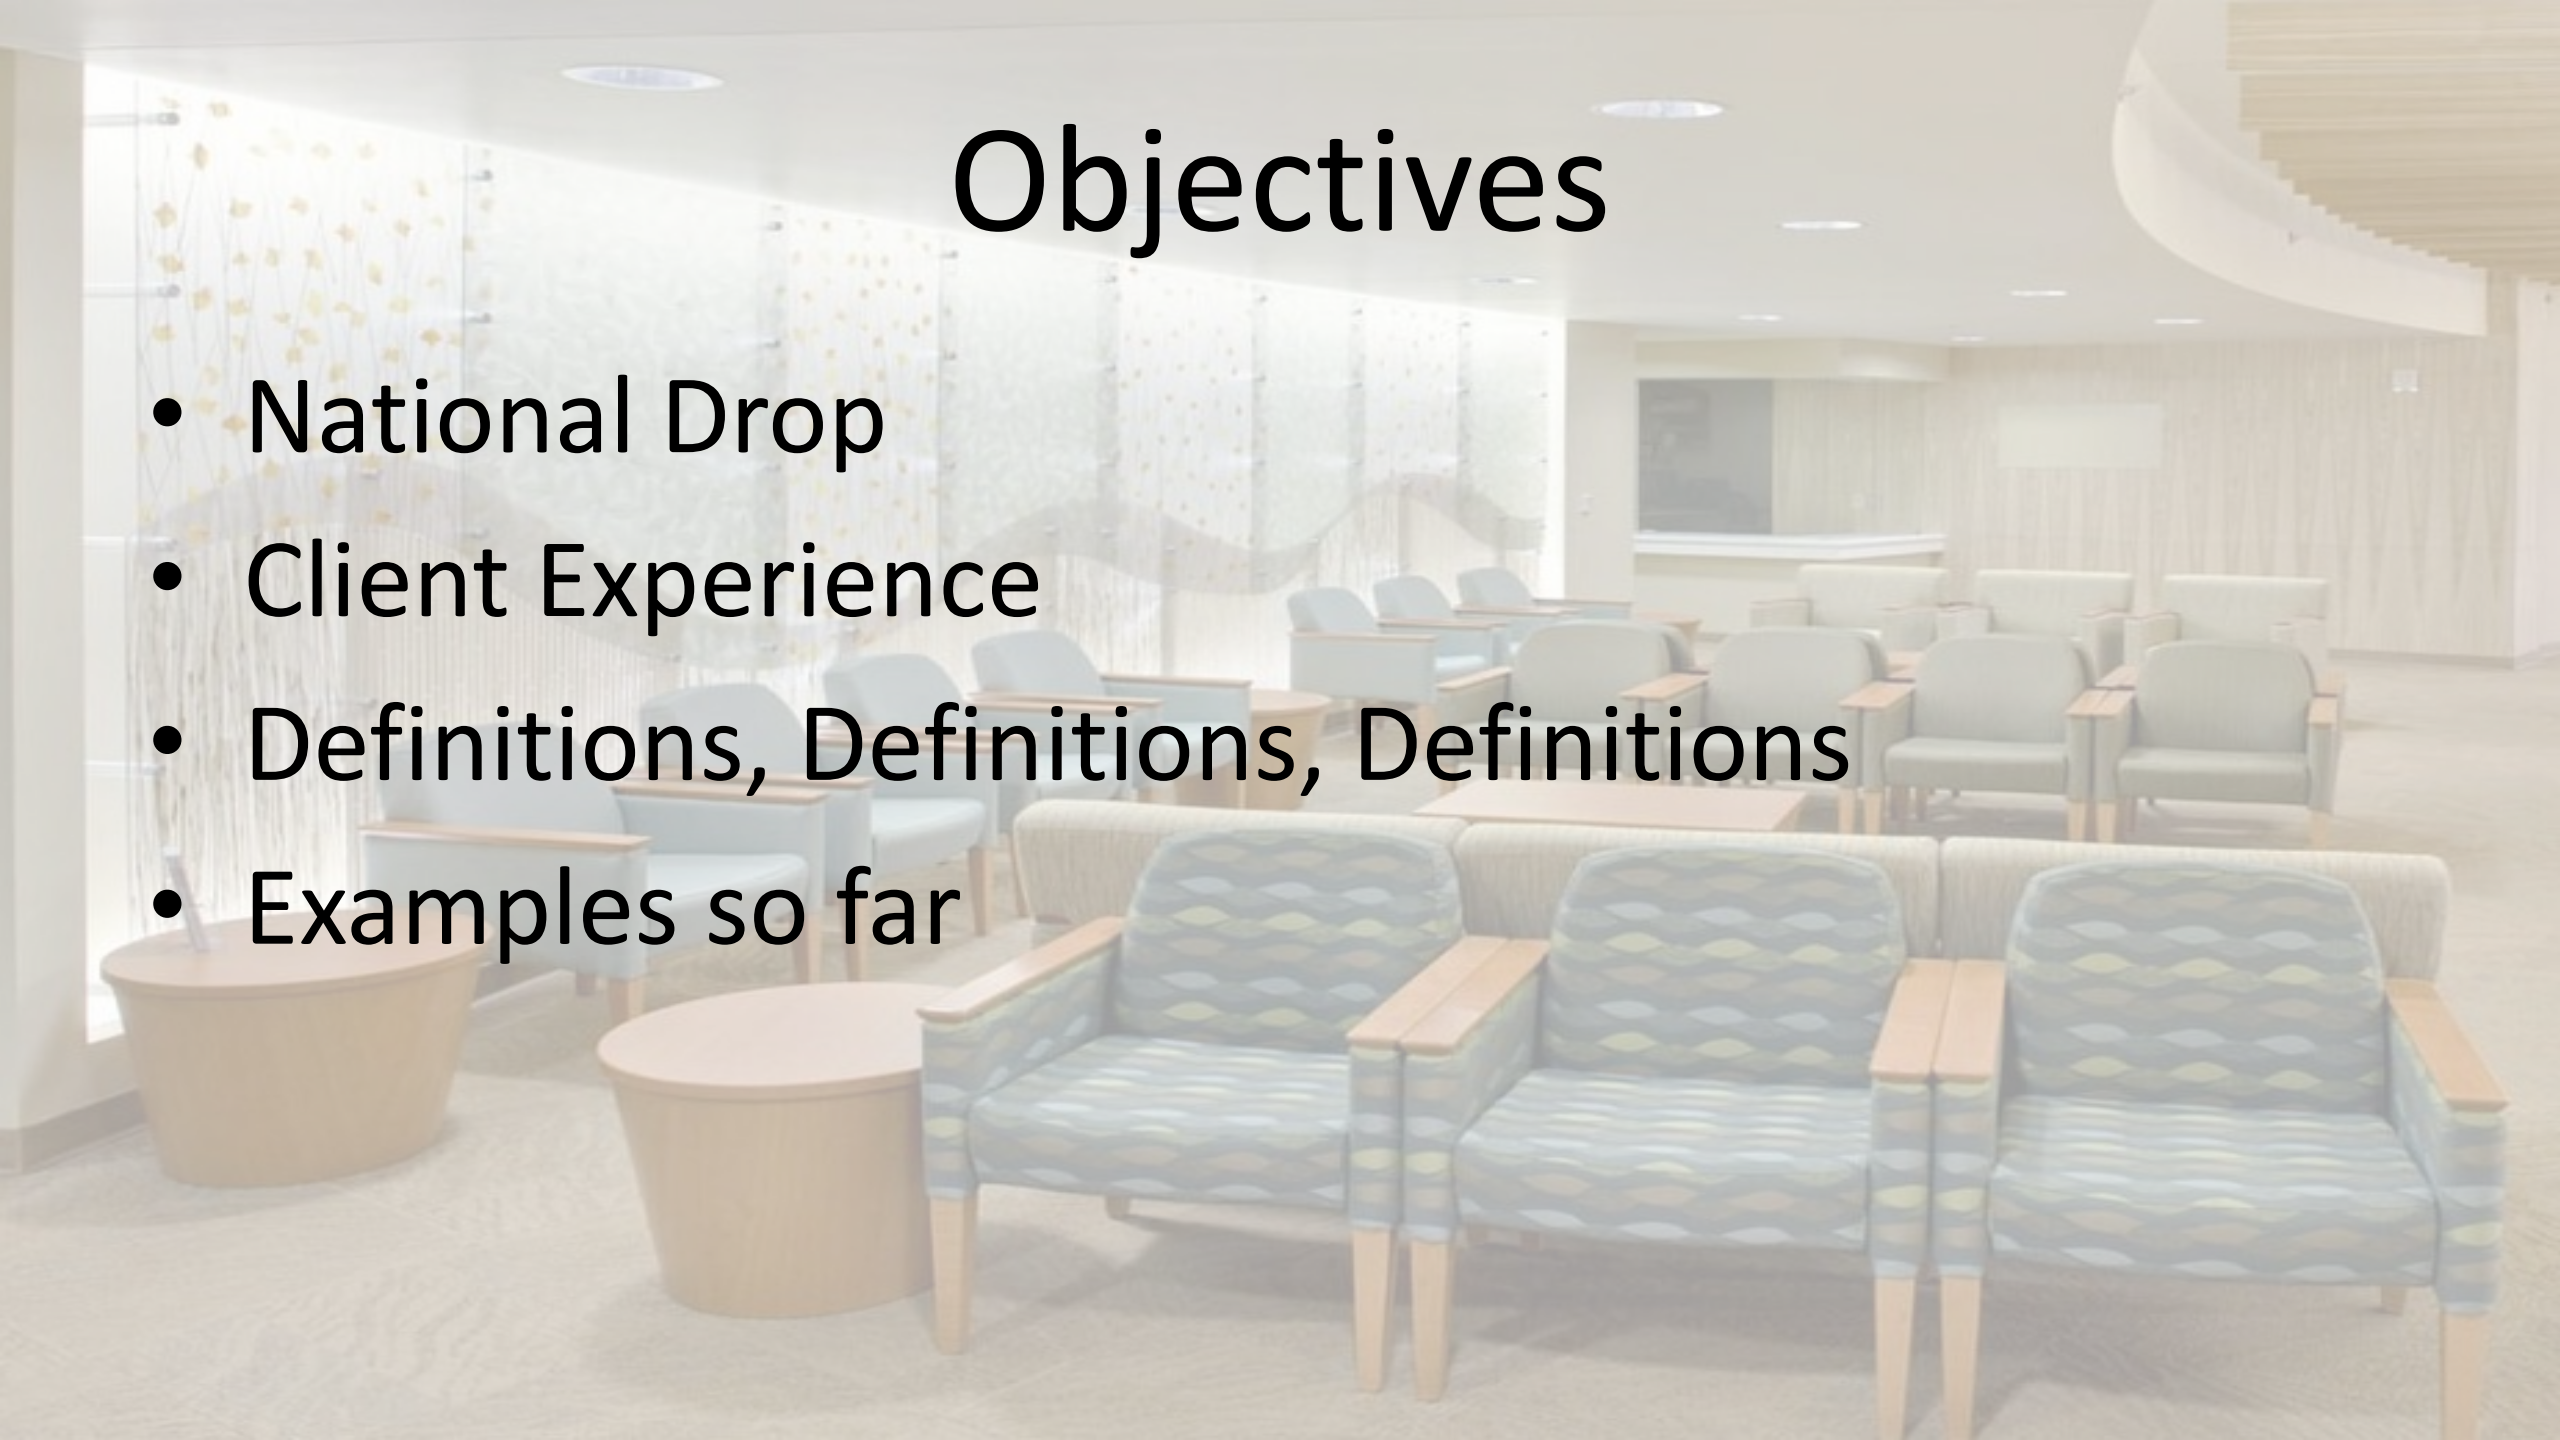 Objectives
• National Drop
• Client Experience
• Definitions, Definitions, Definitions
• Examples so far